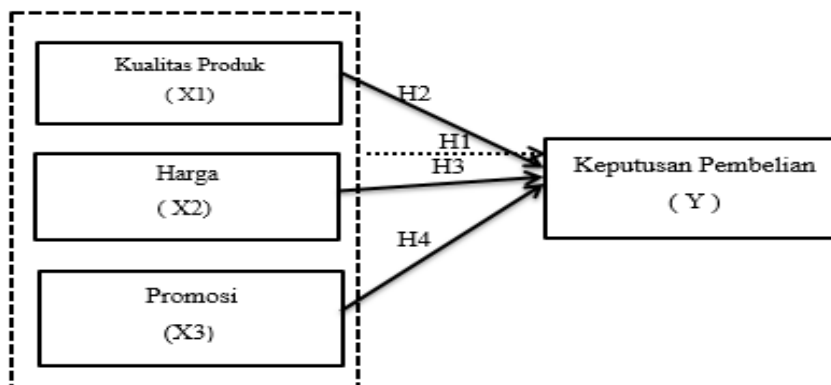 Kualitas Produk
( X1)
H2
H1
Harga
( X2)
H3
Keputusan Pembelian
( Y )
H4
Promosi
(X3)